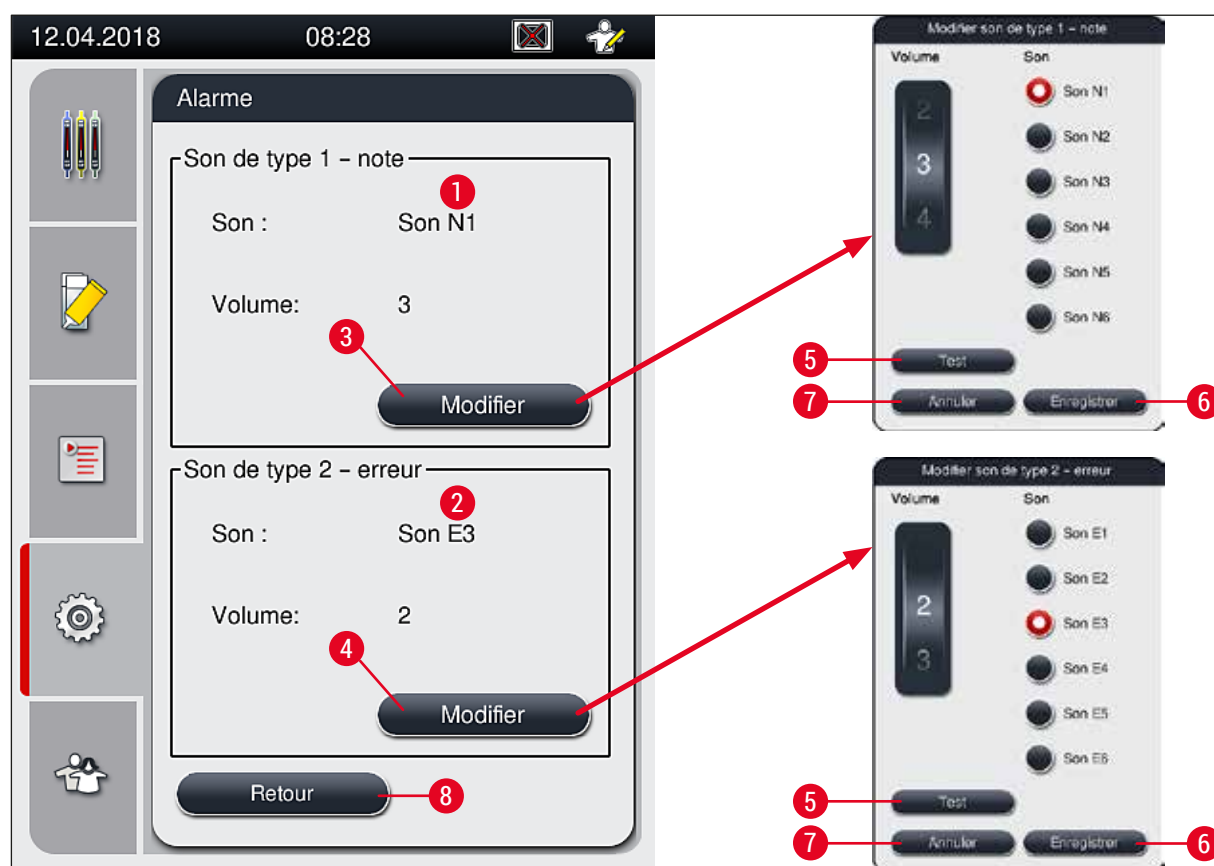 12.04.2018 08:28
Alarme
Son de type 1 – note
1
Son : Son N1
Volume: 3
3
Modifier
Son de type 2 – erreur
2
Son : Son E3
Volume: 2
4
Modifier
Retour
8
Modifier son de type 1 – note
Volume Son
2
3
4
Son N1
Son N2
Son N3
Son N4
Son N5
Son N6
5 Test
7 Annuler Enregistrer 6
Modifier son de type 2 – erreur
Volume Son
2
3
Son E1
Son E2
Son E3
Son E4
Son E5
Son E6
5 Test
7 Annuler Enregistrer 6